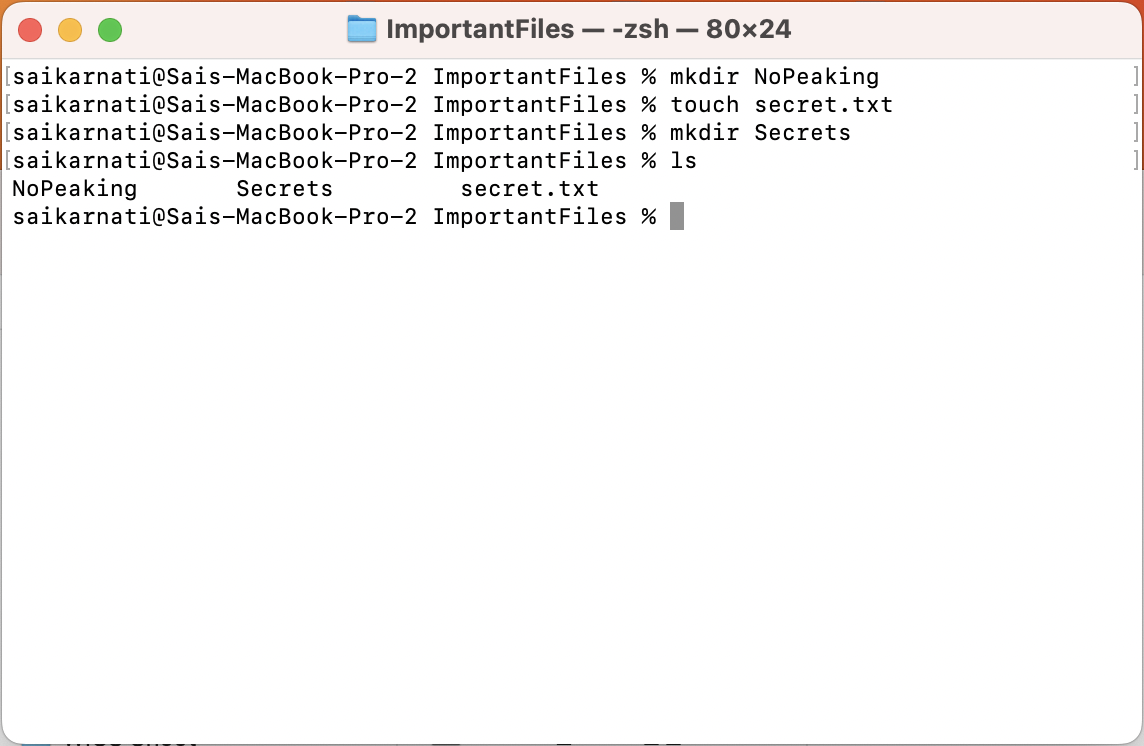 ImportantFiles — -zsh — 80×24
[saikarnati@Sais-MacBook-Pro-2 ImportantFiles % mkdir NoPeaking ]
[saikarnati@Sais-MacBook-Pro-2 ImportantFiles % touch secret.txt ]
[saikarnati@Sais-MacBook-Pro-2 ImportantFiles % mkdir Secrets ]
[saikarnati@Sais-MacBook-Pro-2 ImportantFiles % ls ]
NoPeaking Secrets secret.txt
saikarnati@Sais-MacBook-Pro-2 ImportantFiles %